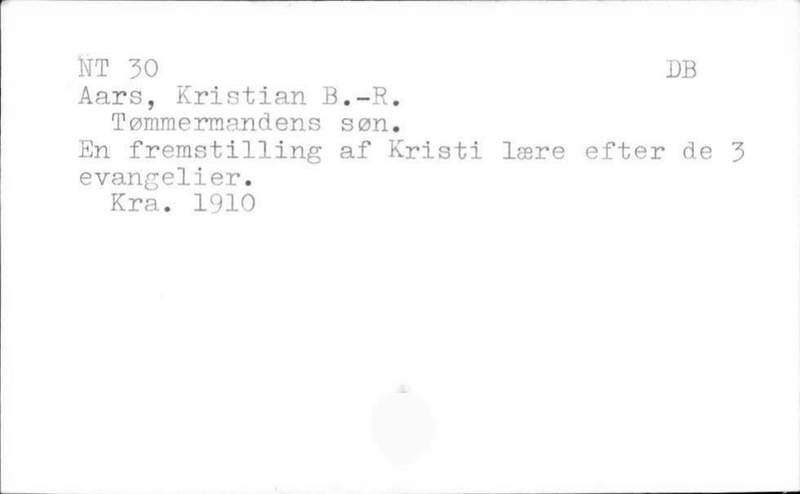 NT 30 DB
Aars, Kristian B.-R.
Tømmermandens søn.
En fremstilling af Kristi lære efter de 3
evangelier.
Kra. 1910